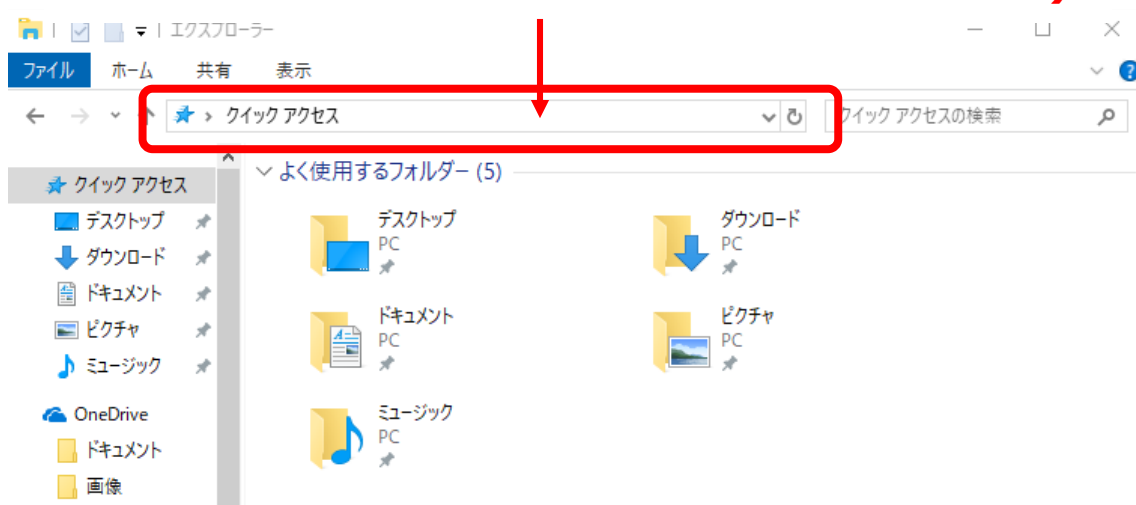 エクスプローラー
ファイル ホーム 共有 表示
クイック アクセス
クイック アクセスの検索
クイック アクセス
デスクトップ
ダウンロード
ドキュメント
ピクチャ
ミュージック
OneDrive
ドキュメント
画像
よく使用するフォルダー (5)
デスクトップ
PC
ダウンロード
PC
ドキュメント
PC
ピクチャ
PC
ミュージック
PC